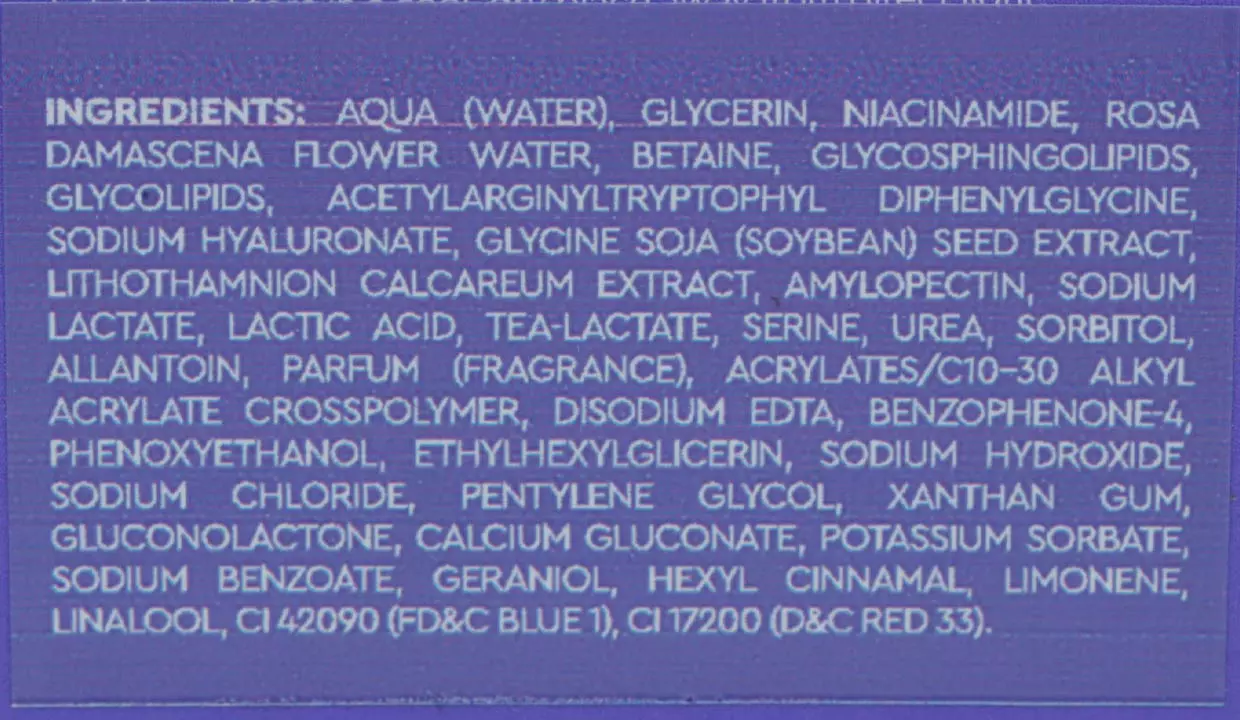 INGREDIENTS: AQUA (WATER), GLYCERIN, NIACINAMIDE, ROSA
DAMASCENA FLOWER WATER, BETAINE, GLYCOSPHINGOLIPIDS,
GLYCOLIPIDS, ACETYLARGINYLTRYPTOPHYL DIPHENYLGLYCINE,
SODIUM HYALURONATE, GLYCINE SOJA (SOYBEAN) SEED EXTRACT,
LITHOTHAMNION CALCAREUM EXTRACT, AMYLOPECTIN, SODIUM
LACTATE, LACTIC ACID, TEA-LACTATE, SERINE, UREA, SORBITOL,
ALLANTOIN, PARFUM (FRAGRANCE), ACRYLATES/C10-30 ALKYL
ACRYLATE CROSSPOLYMER, DISODIUM EDTA, BENZOPHENONE-4,
PHENOXYETHANOL, ETHYLHEXYLGLICERIN, SODIUM HYDROXIDE,
SODIUM CHLORIDE, PENTYLENE GLYCOL, XANTHAN GUM,
GLUCONOLACTONE, CALCIUM GLUCONATE, POTASSIUM SORBATE,
SODIUM BENZOATE, GERANIOL, HEXYL CINNAMAL, LIMONENE,
LINALOOL, CI 42090 (FD&C BLUE 1), CI 17200 (D&C RED 33).